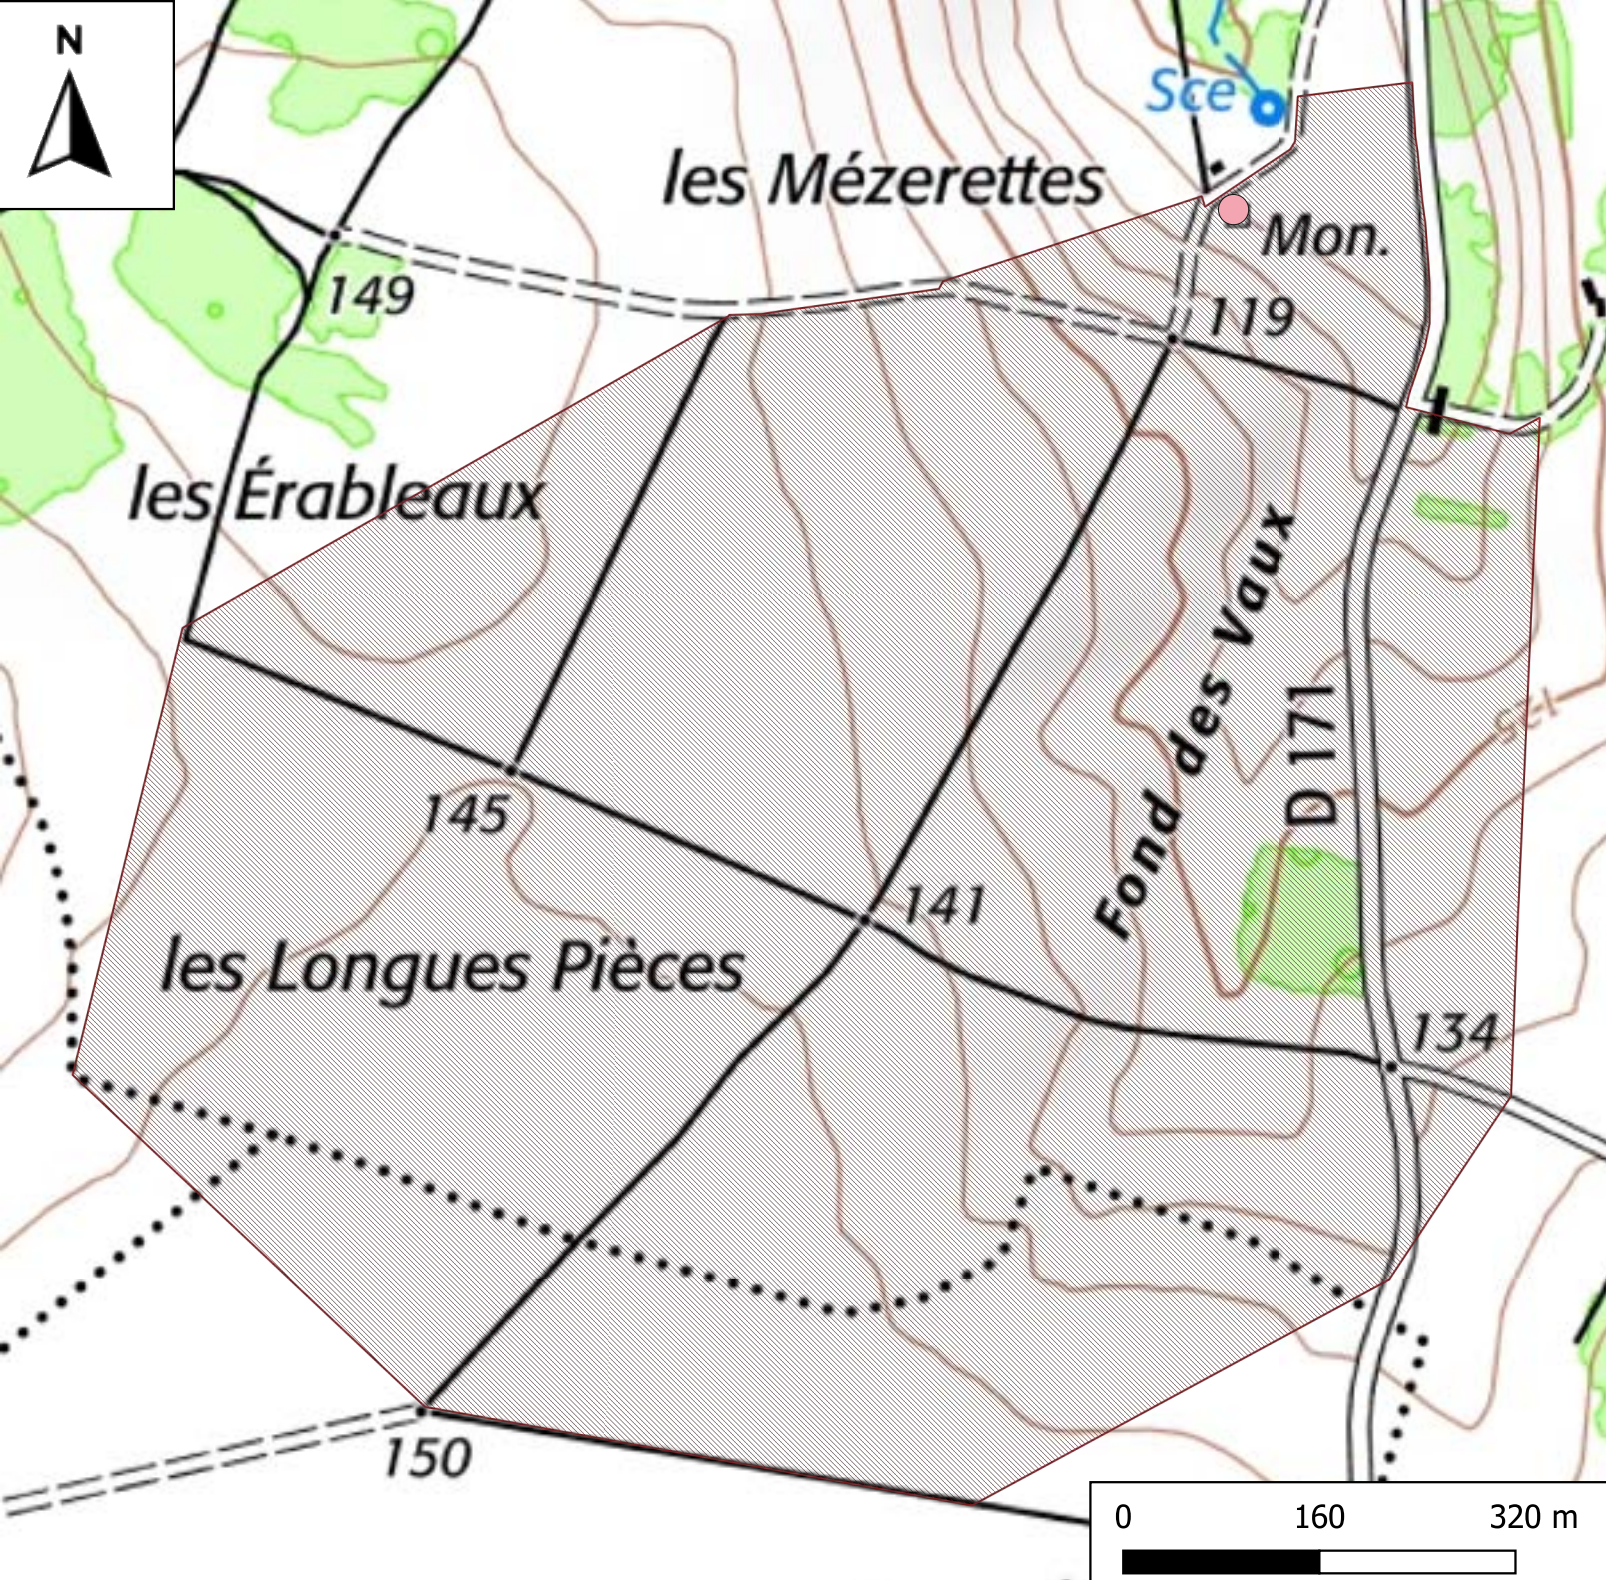 N
Sce
les Mézerettes
Mon.
149
119
les Érableaux
Fond des Vaux
D 171
125
145
141
les Longues Pièces
134
150
0 160 320 m